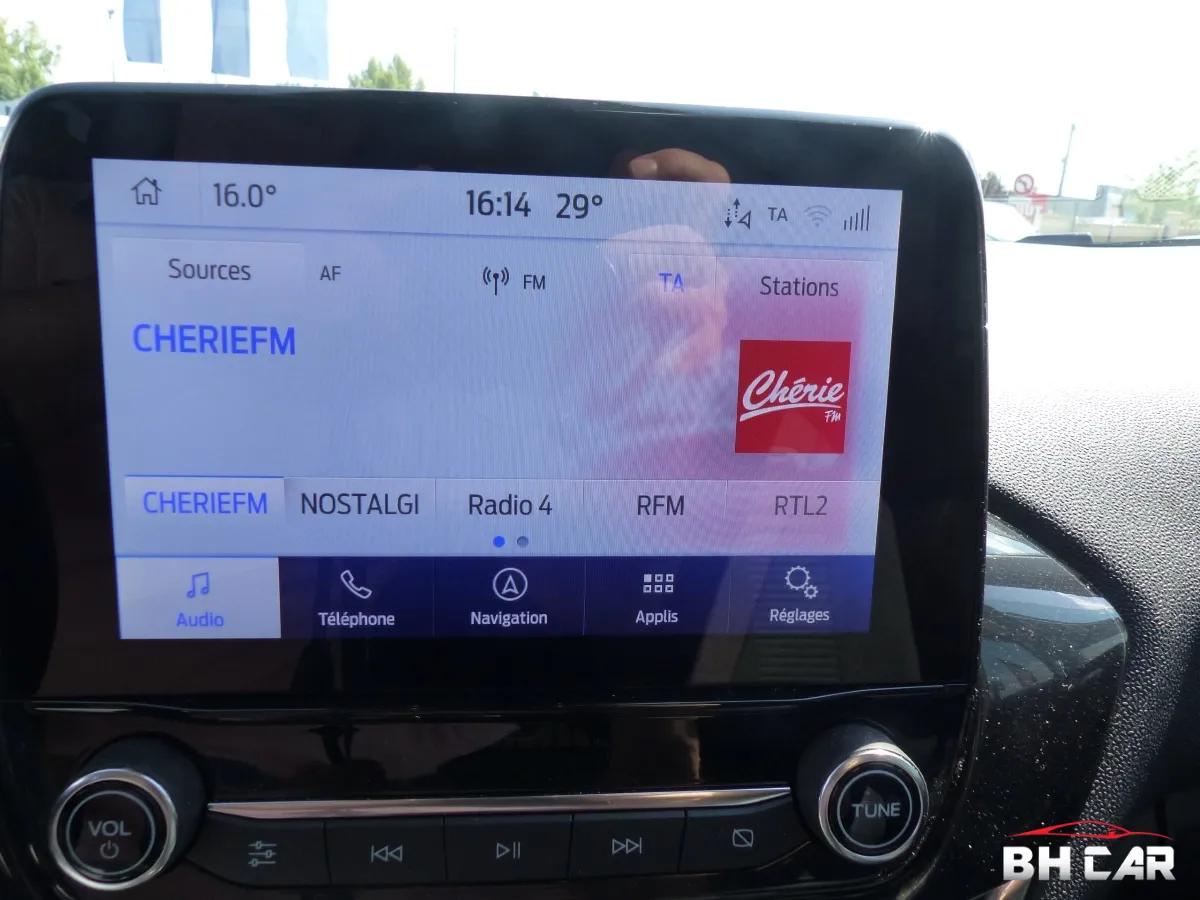 16.0° 16:14 29° TA
Sources AF FM TA Stations
CHERIEFM
Chérie
FM
CHERIEFM NOSTALGI Radio 4 RFM RTL2
Audio Téléphone Navigation Applis Réglages
VOL TUNE
BH CAR